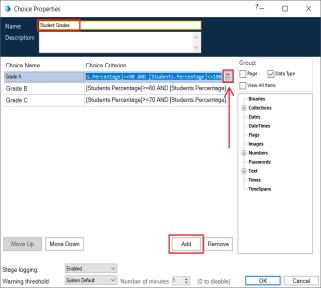 Choice Properties
Name: Student Grades
Description:
Choice Name Choice Criterion
Grade A s.Percentage]>=90 AND [Students.Percentage]<=100
Grade B [Students.Percentage]>=80 AND [Students.Percentage]...
Grade C [Students.Percentage]>=70 AND [Students.Percentage]...
Group:
Page Data Type
View All Items
Binaries
Collections
Dates
DateTimes
Flags
Images
Numbers
Passwords
Text
Times
TimeSpans
Move Up Move Down Add Remove
Stage logging: Enabled
Warning threshold System Default Number of minutes 5 (0 to disable) OK Cancel